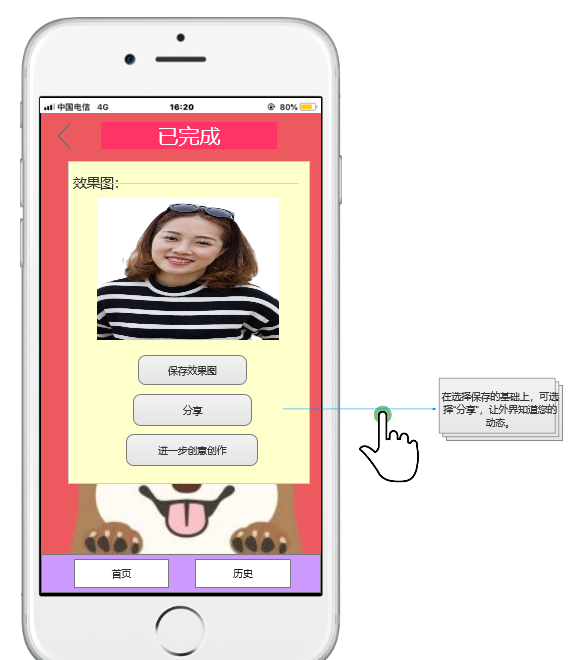 中国电信 4G 16:20 80%
已完成
效果图:
保存效果图
分享
在选择保存的基础上，可选
择“分享”，让外界知道您的
动态。
进一步创意创作
首页 历史